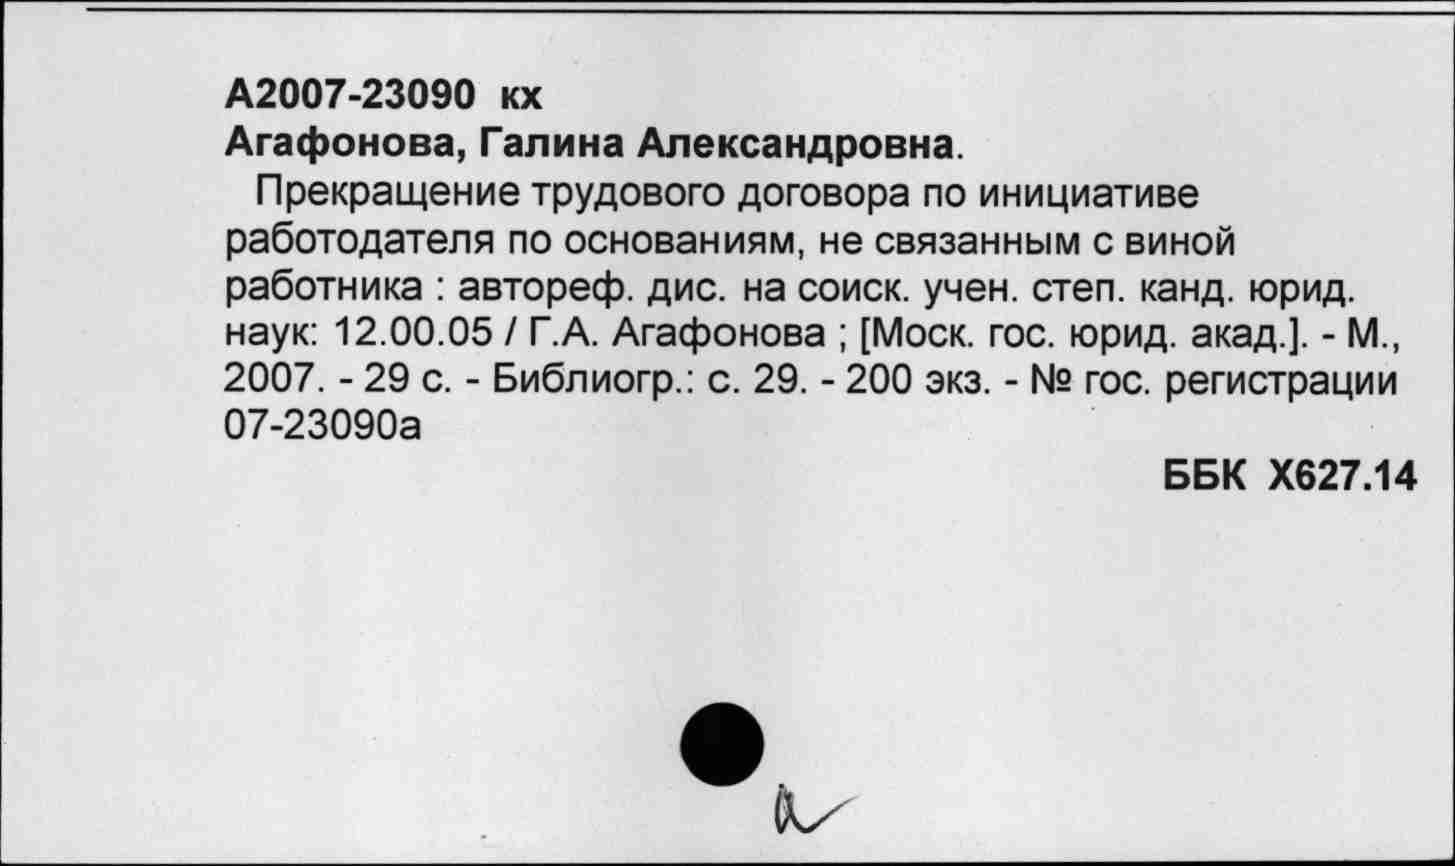 А2007-23090 кх
Агафонова, Галина Александровна.
Прекращение трудового договора по инициативе
работодателя по основаниям, не связанным с виной
работника : автореф. дис. на соиск. учен. степ. канд. юрид.
наук: 12.00.05 / Г.А. Агафонова ; [Моск. гос. юрид. акад.]. - М.,
2007. - 29 с. - Библиогр.: с. 29. - 200 экз. - № гос. регистрации
07-23090а
ББК Х627.14